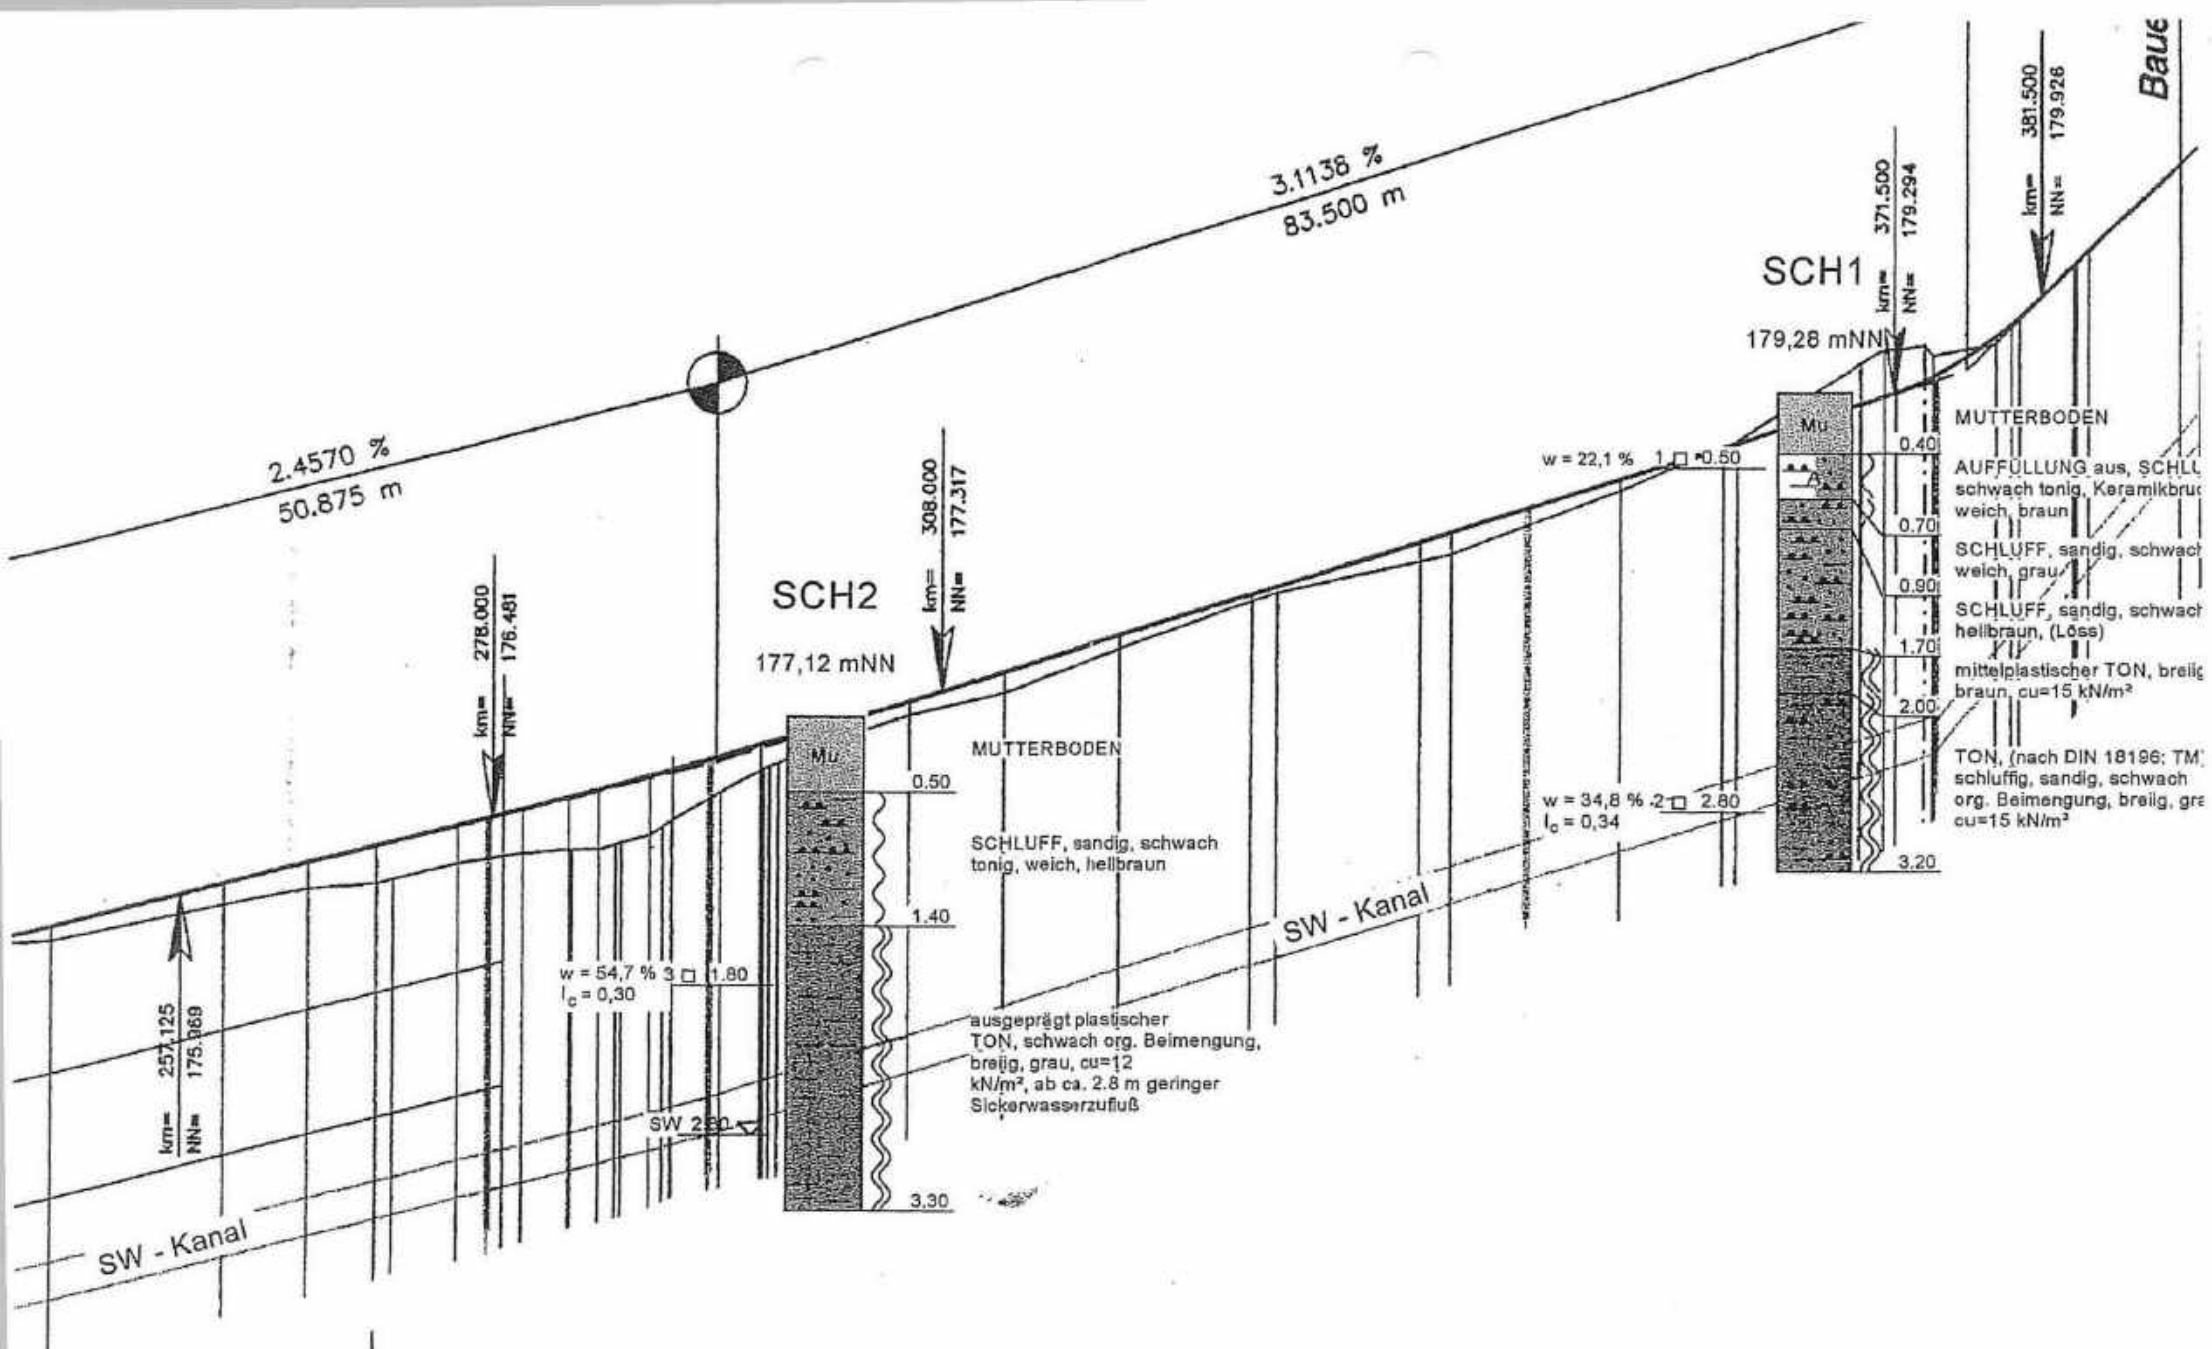 Baue
381.500
179.926
km=
NN=
3.1138 %
83.500 m
371.500
179.294
km=
NN=
SCH1
179,28 mNN
2.4570 %
50.875 m
308.000
177.317
km=
NN=
278.000
176.481
km=
NN=
SCH2
177,12 mNN
Mu
MUTTERBODEN
0.40
w = 22,1 % 1 0.50
A
AUFFÜLLUNG aus, SCHLU
schwach tonig, Keramikbruc
weich, braun
0.70
SCHLUFF, sandig, schwach
weich, grau
0.90
SCHLUFF, sandig, schwach
hellbraun, (Löss)
1.70
mittelplastischer TON, breiig
braun, cu=15 kN/m²
2.00
TON, (nach DIN 18196: TM
schluffig, sandig, schwach
org. Beimengung, breiig, gra
cu=15 kN/m²
w = 34,8 % 2 2.80
Ic = 0,34
3.20
Mu
MUTTERBODEN
0.50
SCHLUFF, sandig, schwach
tonig, weich, hellbraun
1.40
w = 54,7 % 3 1.80
Ic = 0,30
ausgeprägt plastischer
TON, schwach org. Beimengung,
breiig, grau, cu=12
kN/m², ab ca. 2.8 m geringer
Sickerwasserzufluß
SW 2.80
3.30
SW - Kanal
257.125
175.969
km=
NN=
SW - Kanal